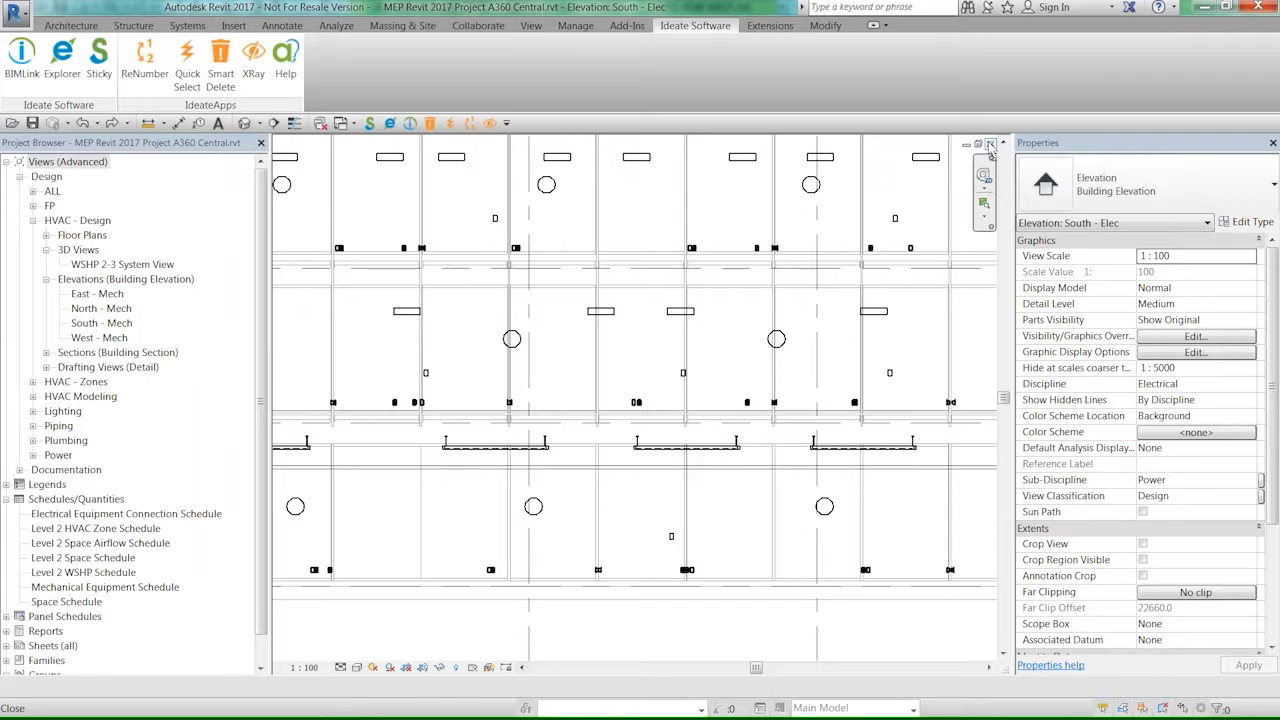 Autodesk Revit 2017 - Not For Resale Version - MEP Revit 2017 Project A360 Central.rvt - Elevation: South - Elec
Type a keyword or phrase
Sign In
Architecture Structure Systems Insert Annotate Analyze Massing & Site Collaborate View Manage Add-Ins Ideate Software Extensions Modify
BIMLink Explorer Sticky ReNumber Quick Select Smart Delete XRay Help
Ideate Software IdeateApps
Project Browser - MEP Revit 2017 Project A360 Central.rvt
Views (Advanced)
Design
ALL
FP
HVAC - Design
Floor Plans
3D Views
WSHP 2-3 System View
Elevations (Building Elevation)
East - Mech
North - Mech
South - Mech
West - Mech
Sections (Building Section)
Drafting Views (Detail)
HVAC - Zones
HVAC Modeling
Lighting
Piping
Plumbing
Power
Documentation
Legends
Schedules/Quantities
Electrical Equipment Connection Schedule
Level 2 HVAC Zone Schedule
Level 2 Space Airflow Schedule
Level 2 Space Schedule
Level 2 WSHP Schedule
Mechanical Equipment Schedule
Space Schedule
Panel Schedules
Reports
Sheets (all)
Families
1 : 100
Properties
Elevation
Building Elevation
Elevation: South - Elec Edit Type
Graphics
View Scale 1 : 100
Scale Value 1: 100
Display Model Normal
Detail Level Medium
Parts Visibility Show Original
Visibility/Graphics Overr... Edit...
Graphic Display Options Edit...
Hide at scales coarser t... 1 : 5000
Discipline Electrical
Show Hidden Lines By Discipline
Color Scheme Location Background
Color Scheme <none>
Default Analysis Display... None
Reference Label
Sub-Discipline Power
View Classification Design
Sun Path
Extents
Crop View
Crop Region Visible
Annotation Crop
Far Clipping No clip
Far Clip Offset 22660.0
Scope Box None
Associated Datum None
Properties help Apply
Close :0 Main Model :0